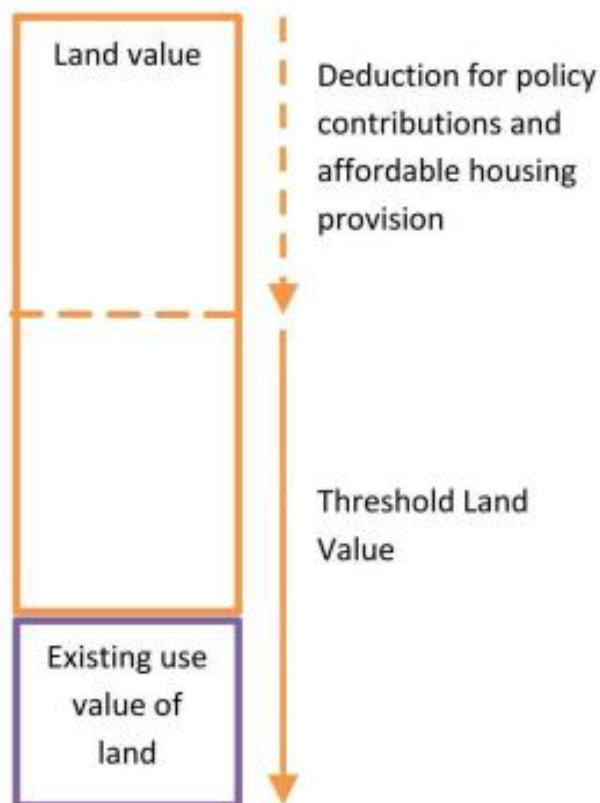 Land value
Deduction for policy
contributions and
affordable housing
provision
Threshold Land
Value
Existing use
value of
land